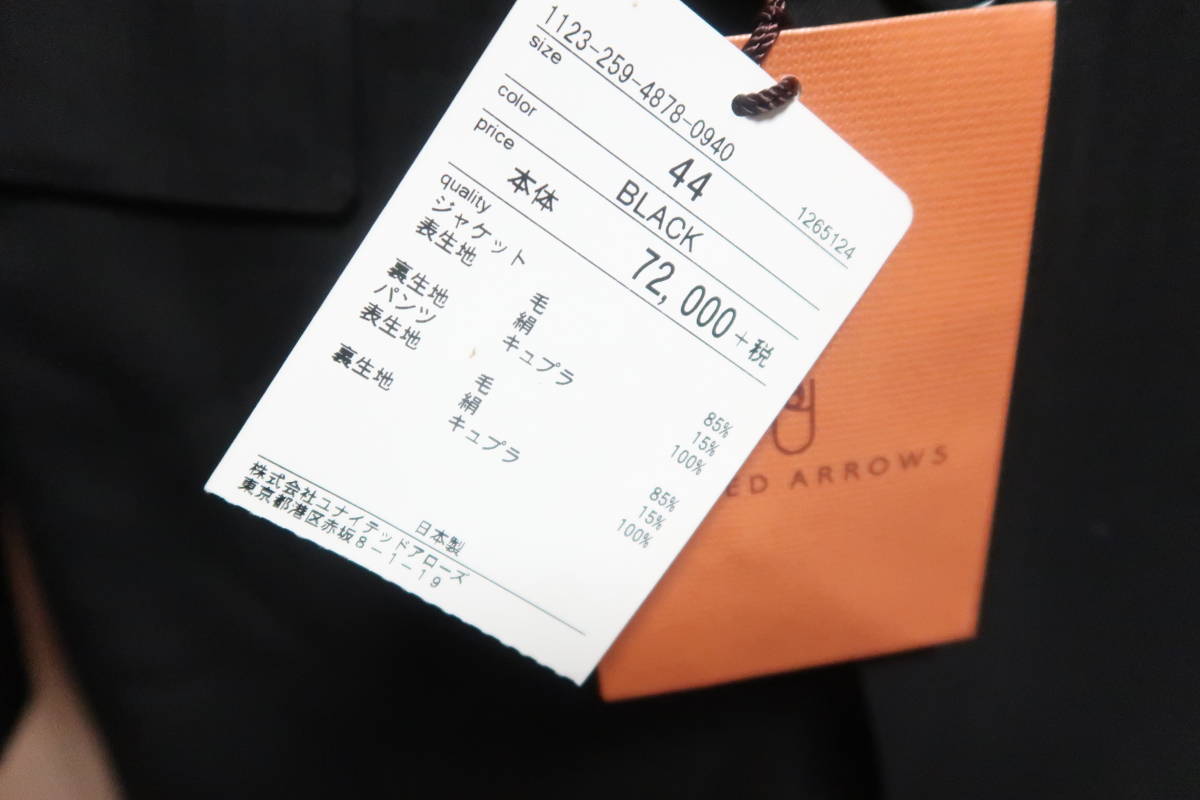 1123-259-4878-0940
size 44 1265124
color BLACK
price 本体 72,000+税
quality
ジャケット
表生地 毛 85%
絹 15%
裏生地 キュプラ 100%
パンツ
表生地 毛 85%
絹 15%
裏生地 キュプラ 100%
日本製
株式会社ユナイテッドアローズ
東京都港区赤坂8-1-19
ED ARROWS